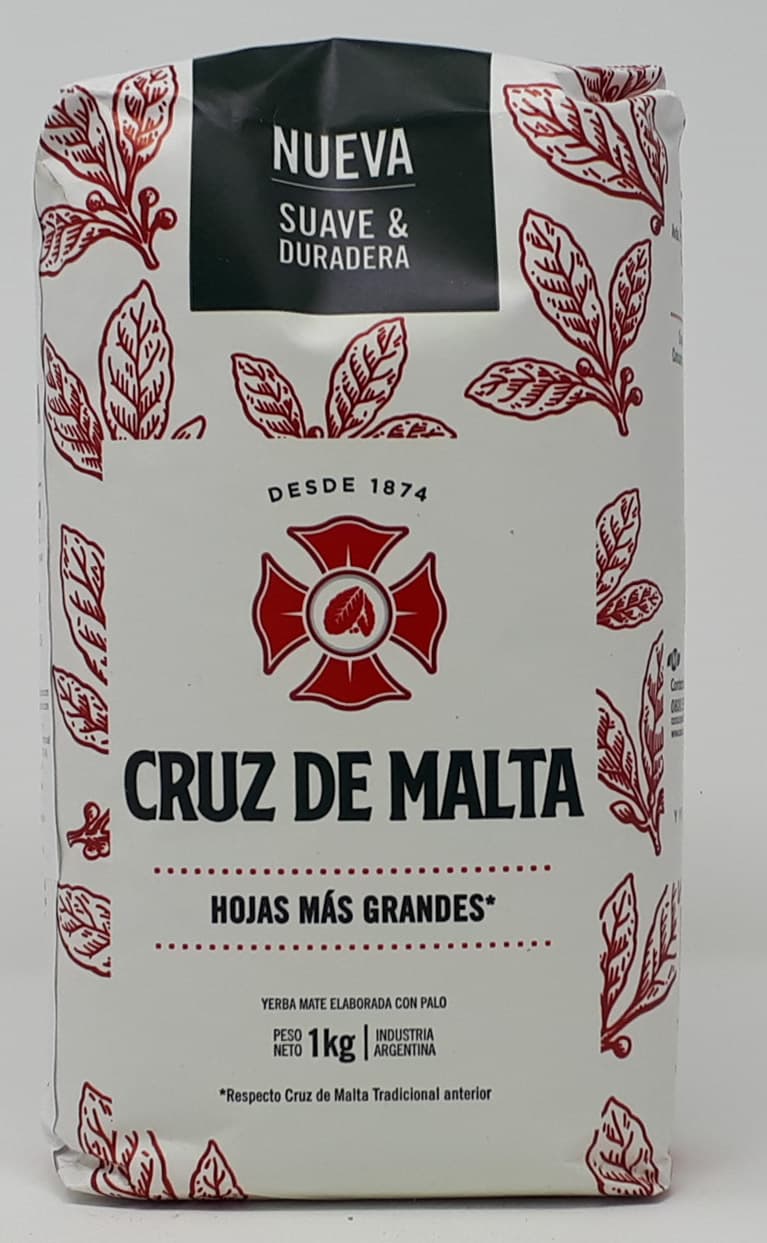 NUEVA
SUAVE &
DURADERA
DESDE 1874
CRUZ DE MALTA
HOJAS MÁS GRANDES*
YERBA MATE ELABORADA CON PALO
PESO NETO 1kg | INDUSTRIA ARGENTINA
*Respecto Cruz de Malta Tradicional anterior